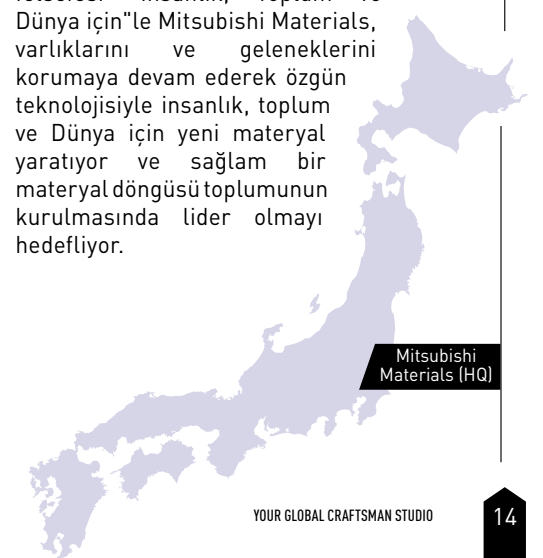 Dünya için"le Mitsubishi Materials,
varlıklarını ve geleneklerini
korumaya devam ederek özgün
teknolojisiyle insanlık, toplum
ve Dünya için yeni materyal
yaratıyor ve sağlam bir
materyal döngüsü toplumunun
kurulmasında lider olmayı
hedefliyor.
Mitsubishi
Materials (HQ)
YOUR GLOBAL CRAFTSMAN STUDIO
14